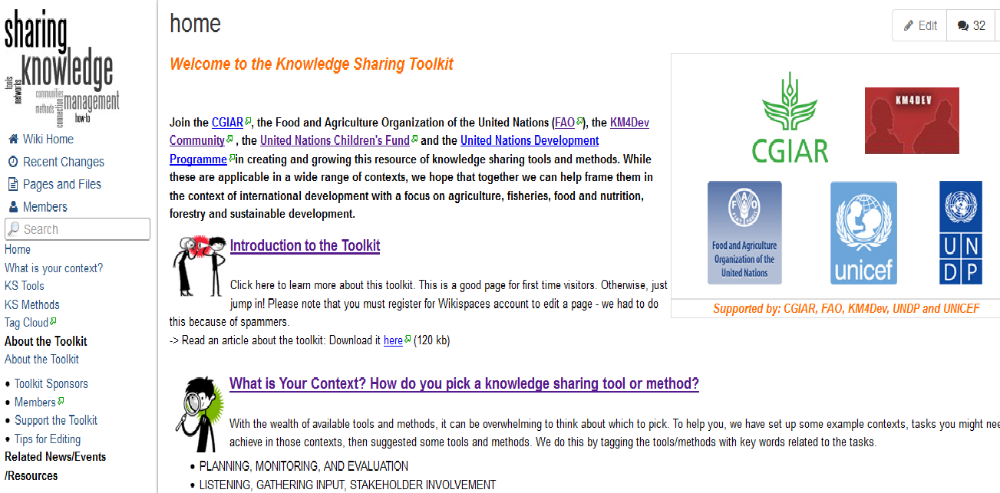 sharing
knowledge
tools
networks
communities
methods
connection
management
how-to
Wiki Home
Recent Changes
Pages and Files
Members
Search
Home
What is your context?
KS Tools
KS Methods
Tag Cloud
About the Toolkit
About the Toolkit
• Toolkit Sponsors
• Members
• Support the Toolkit
• Tips for Editing
Related News/Events
/Resources
home
Edit
32
Welcome to the Knowledge Sharing Toolkit
Join the CGIAR, the Food and Agriculture Organization of the United Nations (FAO), the KM4Dev
Community , the United Nations Children's Fund and the United Nations Development
Programme in creating and growing this resource of knowledge sharing tools and methods. While
these are applicable in a wide range of contexts, we hope that together we can help frame them in
the context of international development with a focus on agriculture, fisheries, food and nutrition,
forestry and sustainable development.
CGIAR
KM4DEV
FAO
FIAT PANIS
Food and Agriculture
Organization of the
United Nations
unicef
UN
DP
Supported by: CGIAR, FAO, KM4Dev, UNDP and UNICEF
Introduction to the Toolkit
Click here to learn more about this toolkit. This is a good page for first time visitors. Otherwise, just
jump in! Please note that you must register for Wikispaces account to edit a page - we had to do
this because of spammers.
-> Read an article about the toolkit: Download it here (120 kb)
What is Your Context? How do you pick a knowledge sharing tool or method?
With the wealth of available tools and methods, it can be overwhelming to think about which to pick. To help you, we have set up some example contexts, tasks you might nee
achieve in those contexts, then suggested some tools and methods. We do this by tagging the tools/methods with key words related to the tasks.
• PLANNING, MONITORING, AND EVALUATION
• LISTENING, GATHERING INPUT, STAKEHOLDER INVOLVEMENT